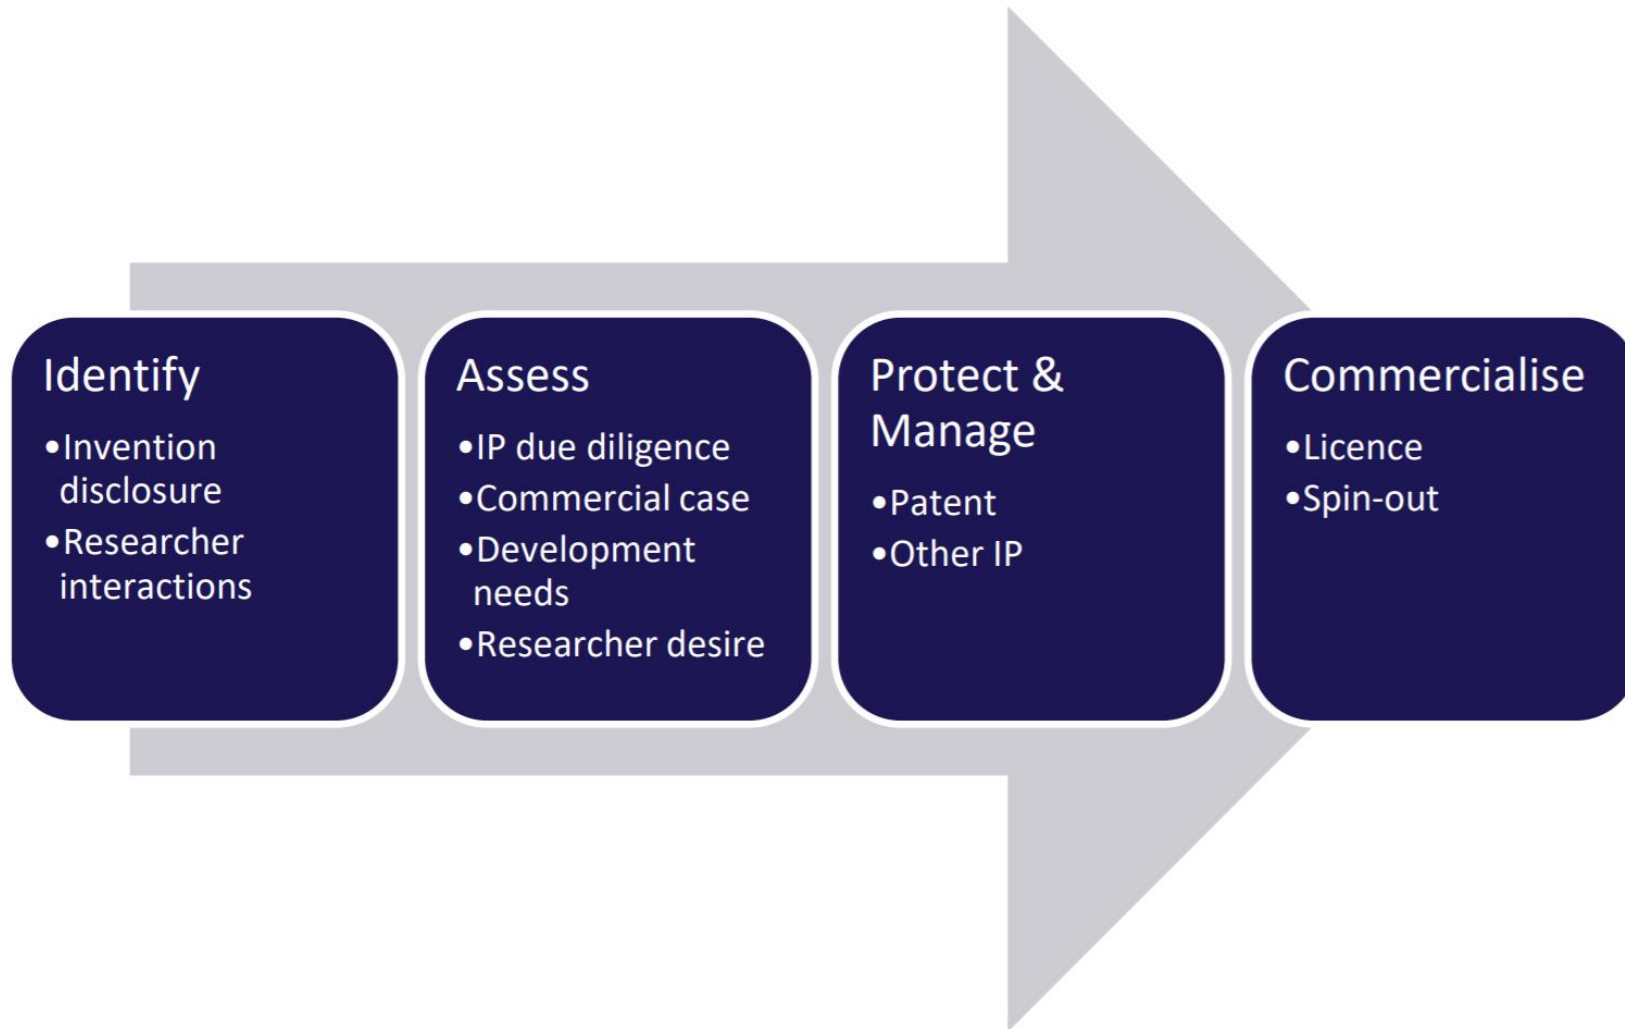 Identify
•Invention
disclosure
•Researcher
interactions
Assess
•IP due diligence
•Commercial case
•Development
needs
•Researcher desire
Protect &
Manage
•Patent
•Other IP
Commercialise
•Licence
•Spin-out